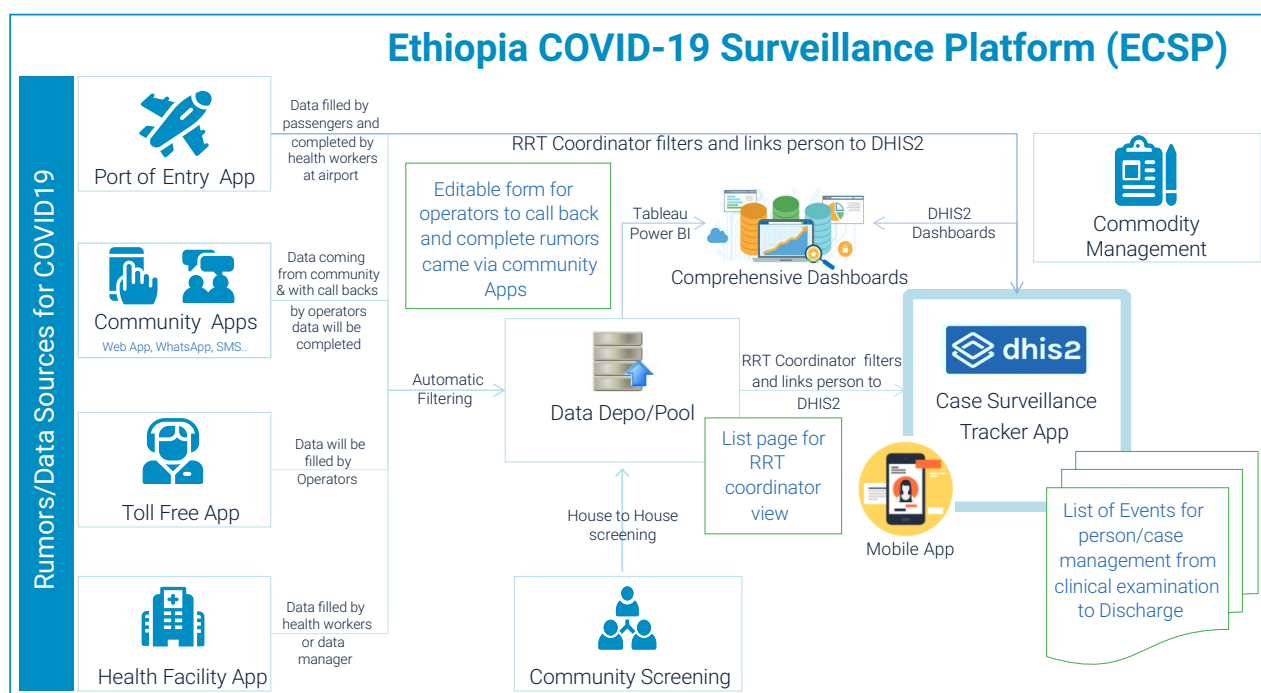 Ethiopia COVID-19 Surveillance Platform (ECSP)
Rumors/Data Sources for COVID19
Port of Entry App
Data filled by
passengers and
completed by
health workers
at airport
RRT Coordinator filters and links person to DHIS2
Community Apps
Web App, WhatsApp, SMS..
Data coming
from community
& with call backs
by operators
data will be
completed
Toll Free App
Data will be
filled by
Operators
Health Facility App
Data filled by
health workers
or data
manager
Automatic
Filtering
Editable form for
operators to call back
and complete rumors
came via community
Apps
Tableau
Power BI
Comprehensive Dashboards
DHIS2
Dashboards
Commodity
Management
Data Depo/Pool
RRT Coordinator filters
and links person to
DHIS2
List page for
RRT
coordinator
view
House to House
screening
Community Screening
dhis2
Case Surveillance
Tracker App
Mobile App
List of Events for
person/case
management from
clinical examination
to Discharge